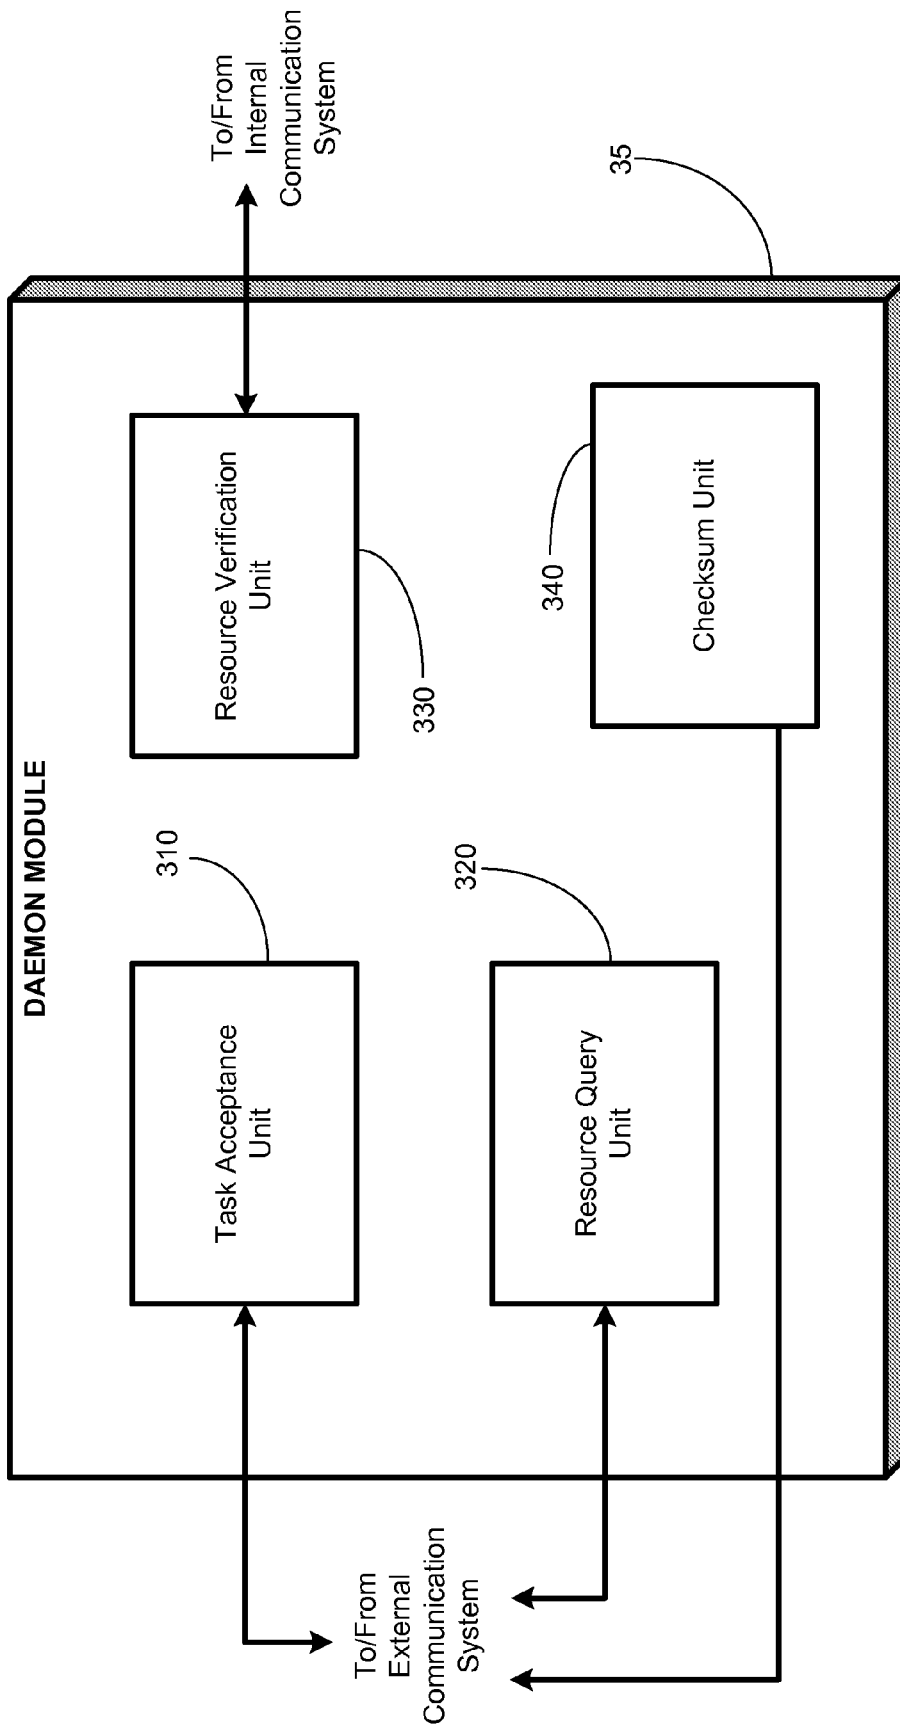 DAEMON MODULE
To/From
External
Communication
System
Task Acceptance
Unit
310
Resource Verification
Unit
330
To/From
Internal
Communication
System
Resource Query
Unit
320
Checksum Unit
340
35